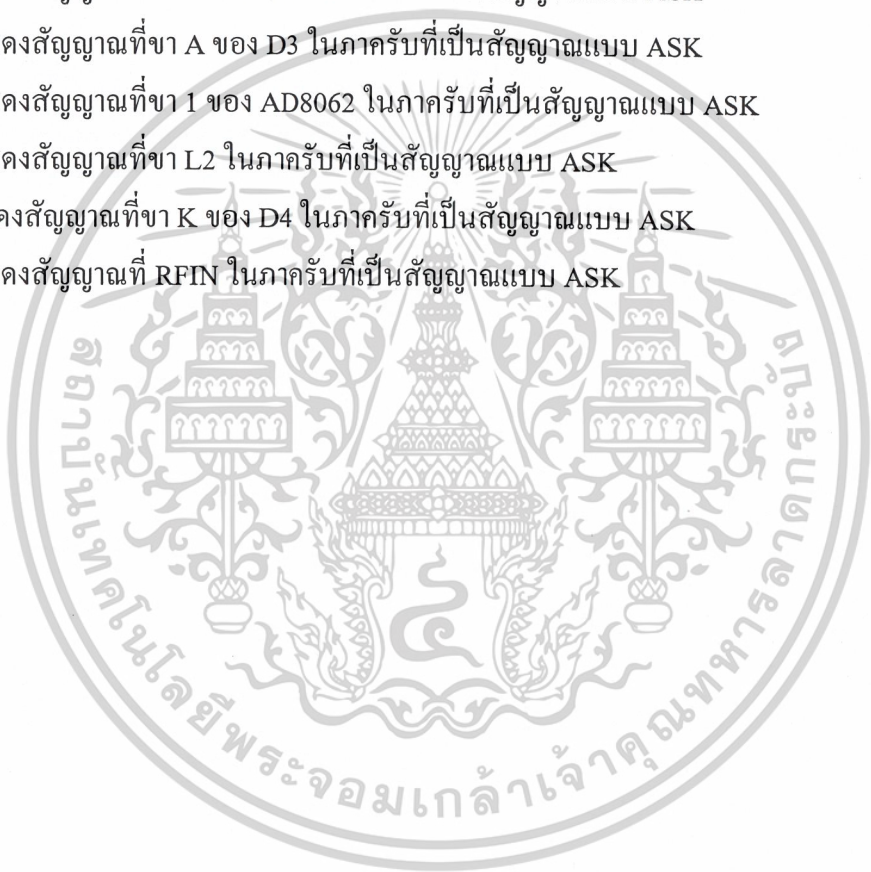 ดงสัญญาณที่ขา A ของ D3 ในภาครับที่เป็นสัญญาณแบบ ASK
ดงสัญญาณที่ขา 1 ของ AD8062 ในภาครับที่เป็นสัญญาณแบบ ASK
ดงสัญญาณที่ขา L2 ในภาครับที่เป็นสัญญาณแบบ ASK
ดงสัญญาณที่ขา K ของ D4 ในภาครับที่เป็นสัญญาณแบบ ASK
ดงสัญญาณที่ RFIN ในภาครับที่เป็นสัญญาณแบบ ASK
สถาบันเทคโนโลยีพระจอมเกล้าเจ้าคุณทหารลาดกระบัง
๔